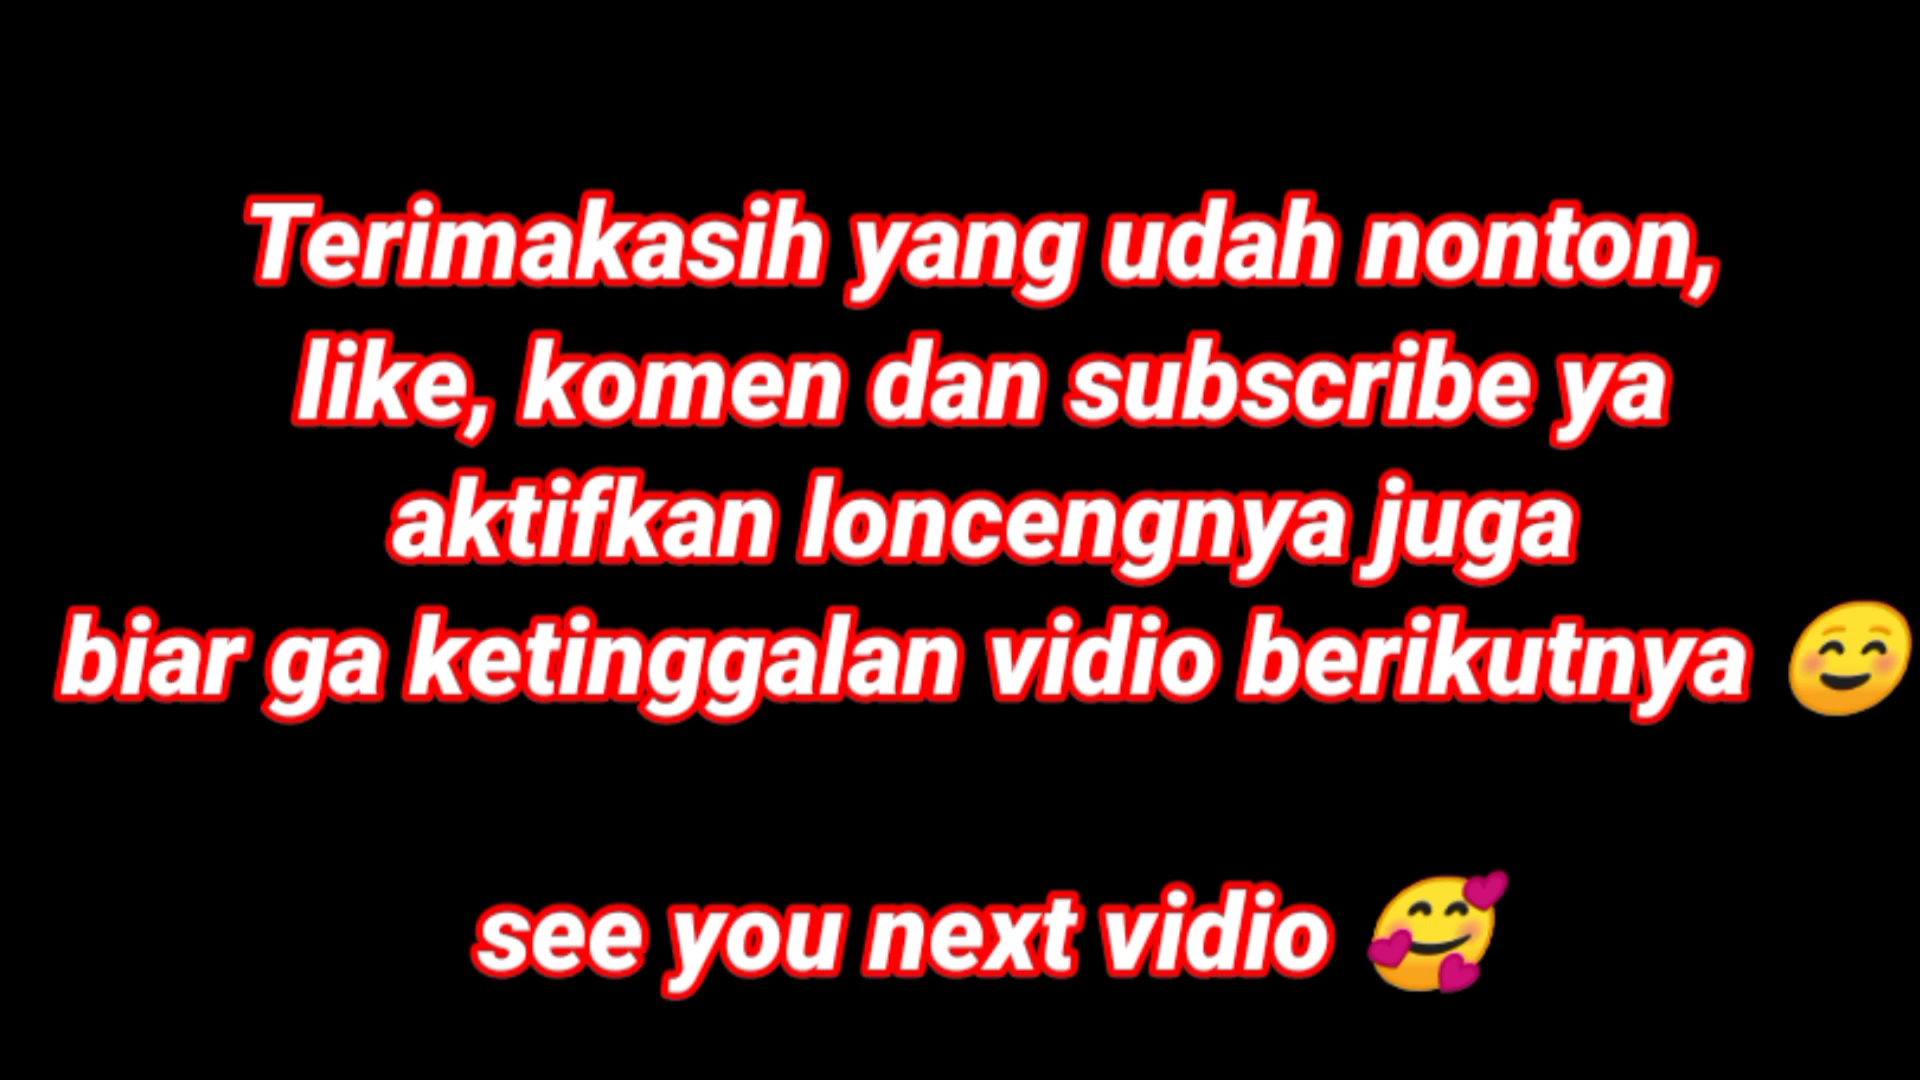 Terimakasih yang udah nonton,
like, komen dan subscribe ya
aktifkan loncengnya juga
biar ga ketinggalan vidio berikutnya ☺️
see you next vidio 🥰